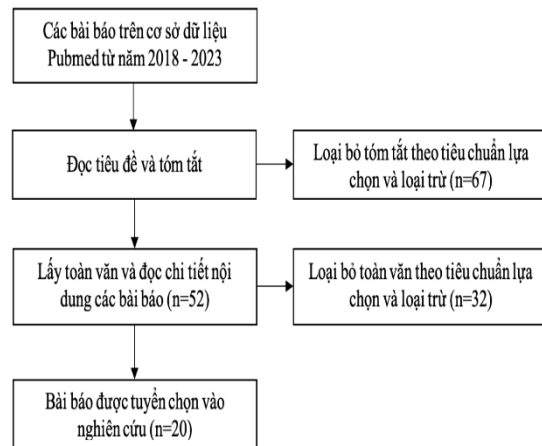 Các bài báo trên cơ sở dữ liệu
Pubmed từ năm 2018 - 2023
Đọc tiêu đề và tóm tắt
Loại bỏ tóm tắt theo tiêu chuẩn lựa
chọn và loại trừ (n=67)
Lấy toàn văn và đọc chi tiết nội
dung các bài báo (n=52)
Loại bỏ toàn văn theo tiêu chuẩn lựa
chọn và loại trừ (n=32)
Bài báo được tuyển chọn vào
nghiên cứu (n=20)